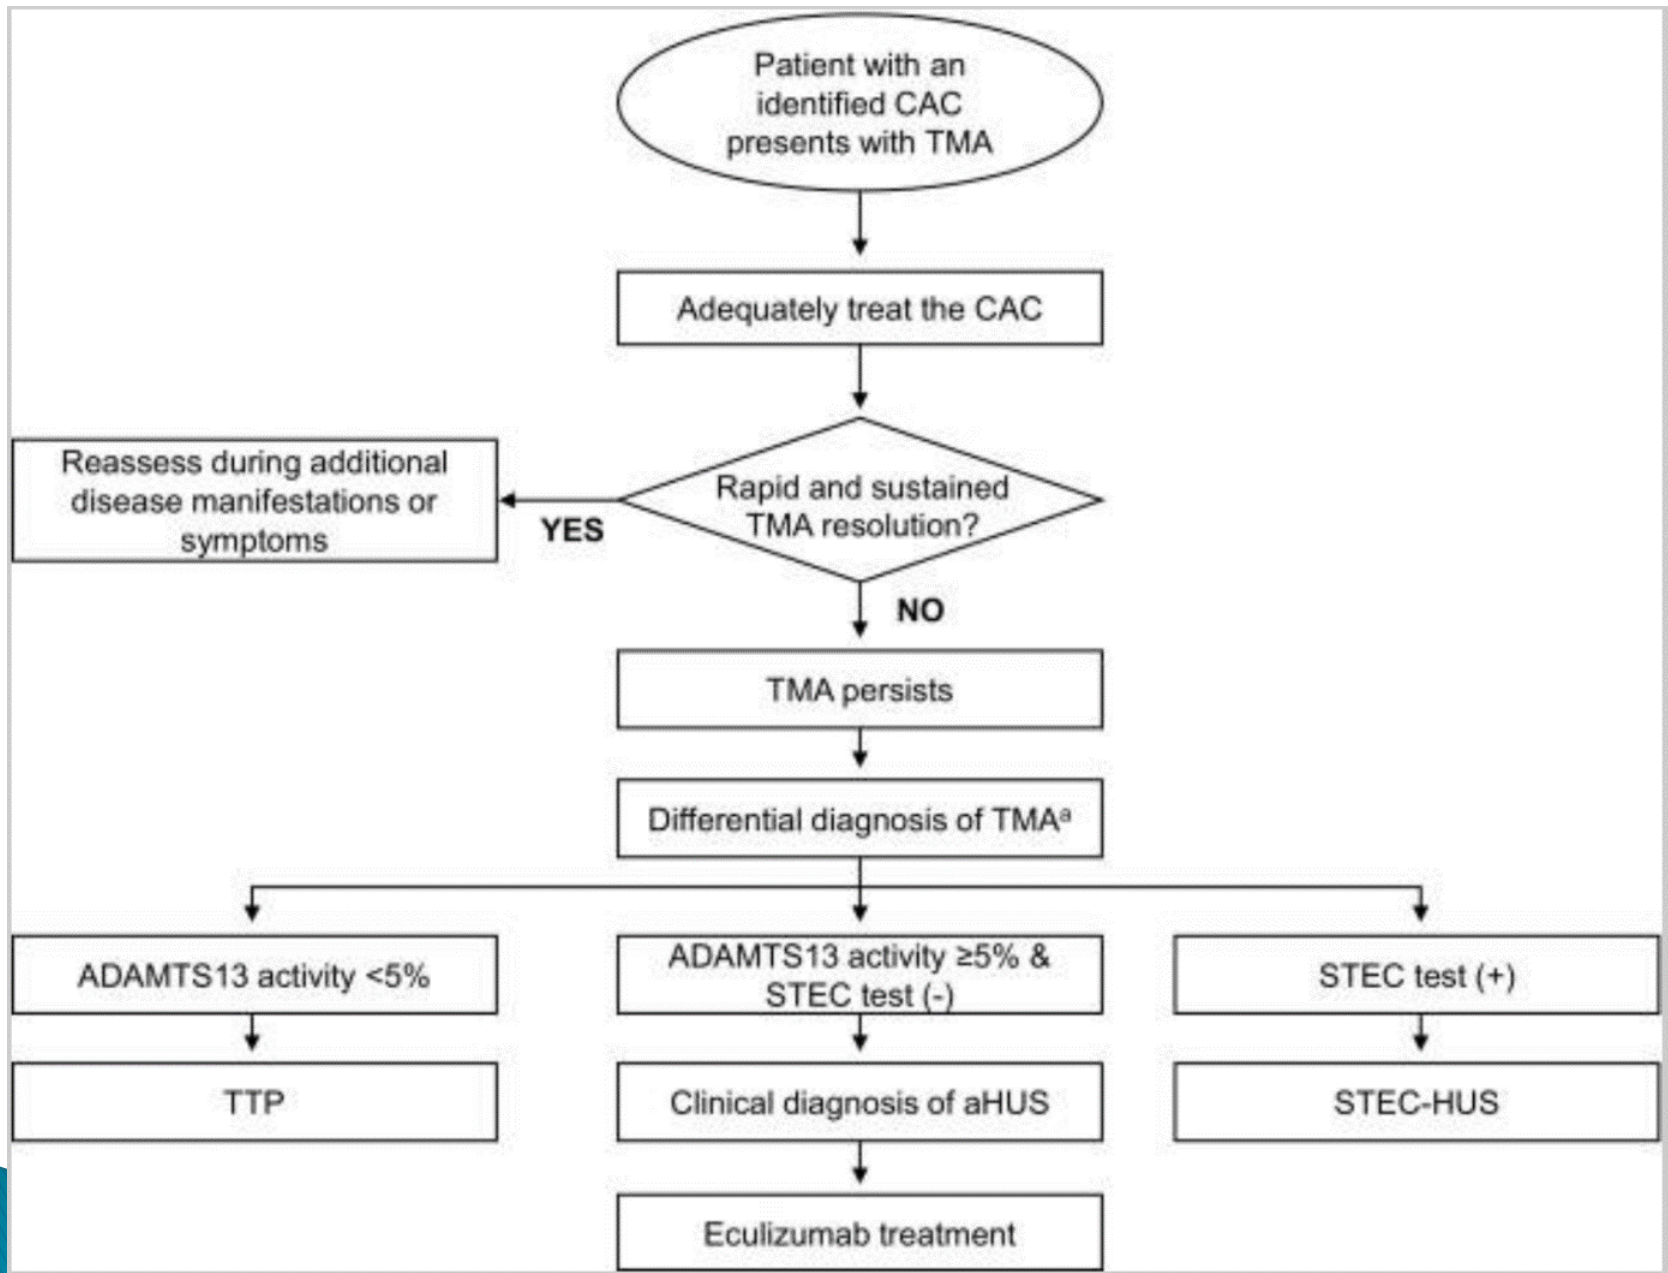 Patient with an
identified CAC
presents with TMA
Adequately treat the CAC
Rapid and sustained
TMA resolution?
YES
Reassess during additional
disease manifestations or
symptoms
NO
TMA persists
Differential diagnosis of TMAᵃ
ADAMTS13 activity <5%
ADAMTS13 activity ≥5% &
STEC test (-)
STEC test (+)
TTP
Clinical diagnosis of aHUS
STEC-HUS
Eculizumab treatment